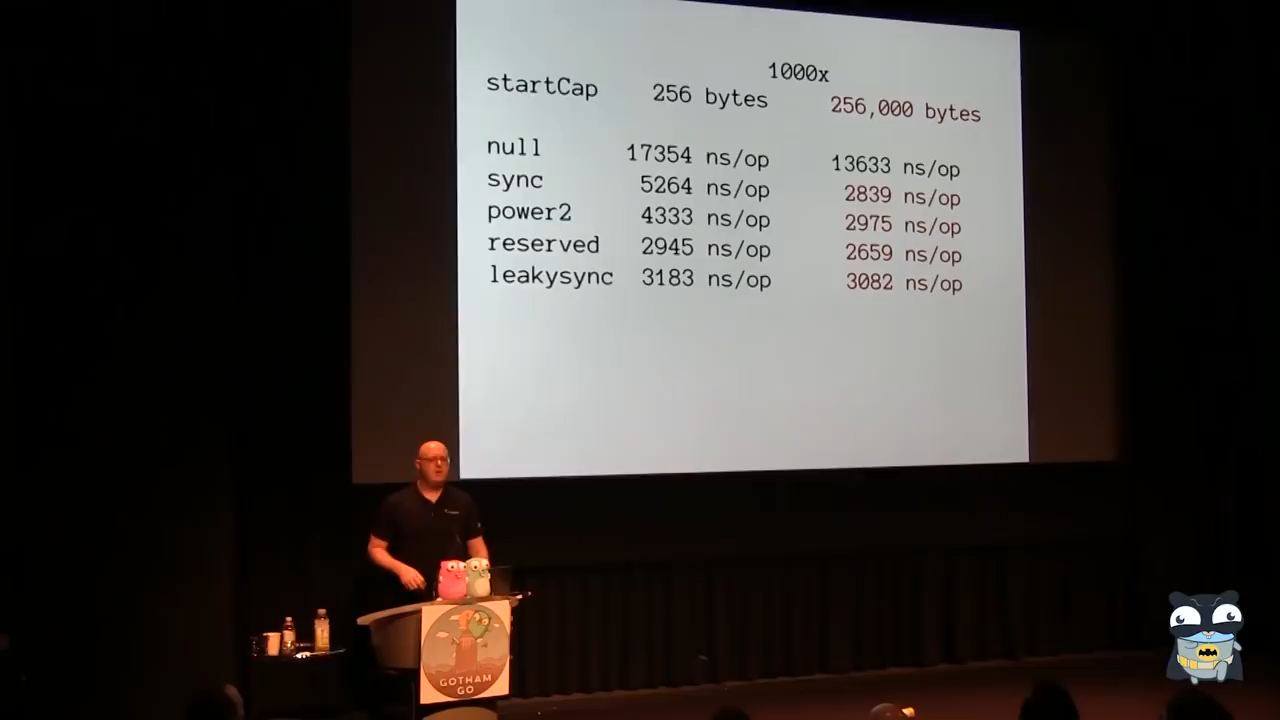 1000x
startCap 256 bytes 256,000 bytes
null 17354 ns/op 13633 ns/op
sync 5264 ns/op 2839 ns/op
power2 4333 ns/op 2975 ns/op
reserved 2945 ns/op 2659 ns/op
leakysync 3183 ns/op 3082 ns/op
GOTHAM
GO